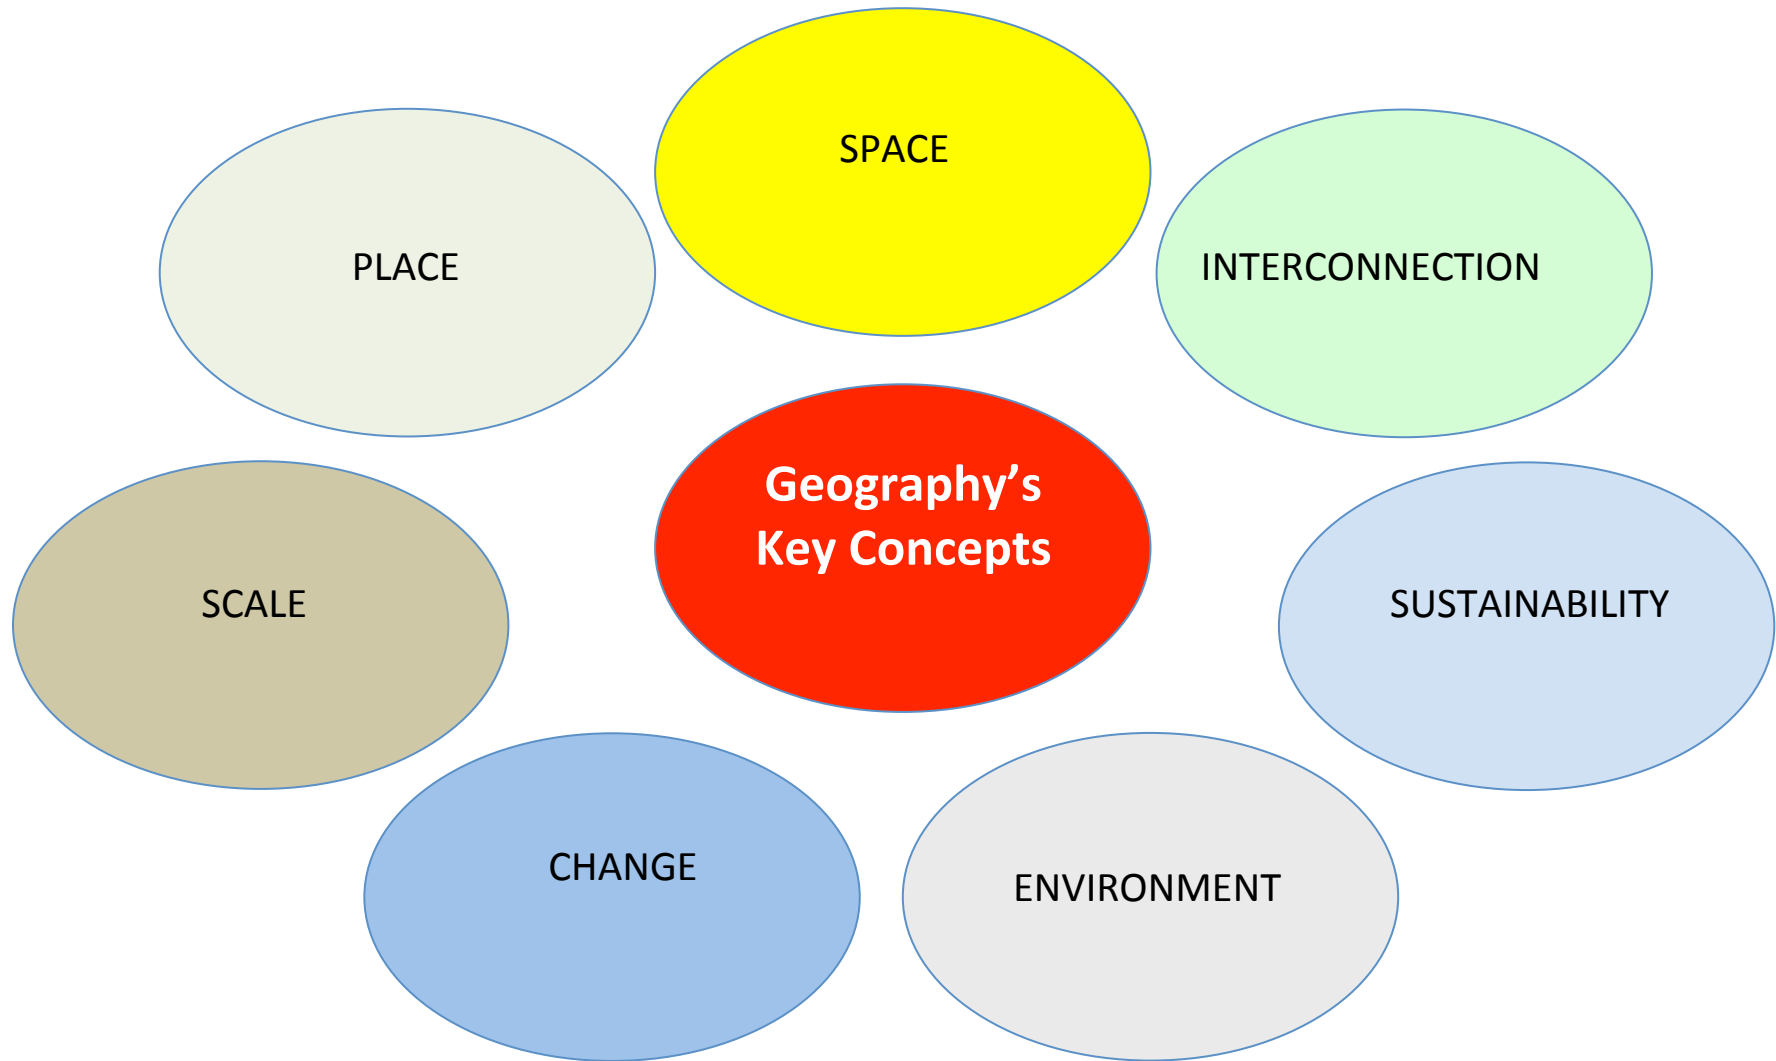 SPACE
PLACE
INTERCONNECTION
Geography’s
Key Concepts
SCALE
SUSTAINABILITY
CHANGE
ENVIRONMENT